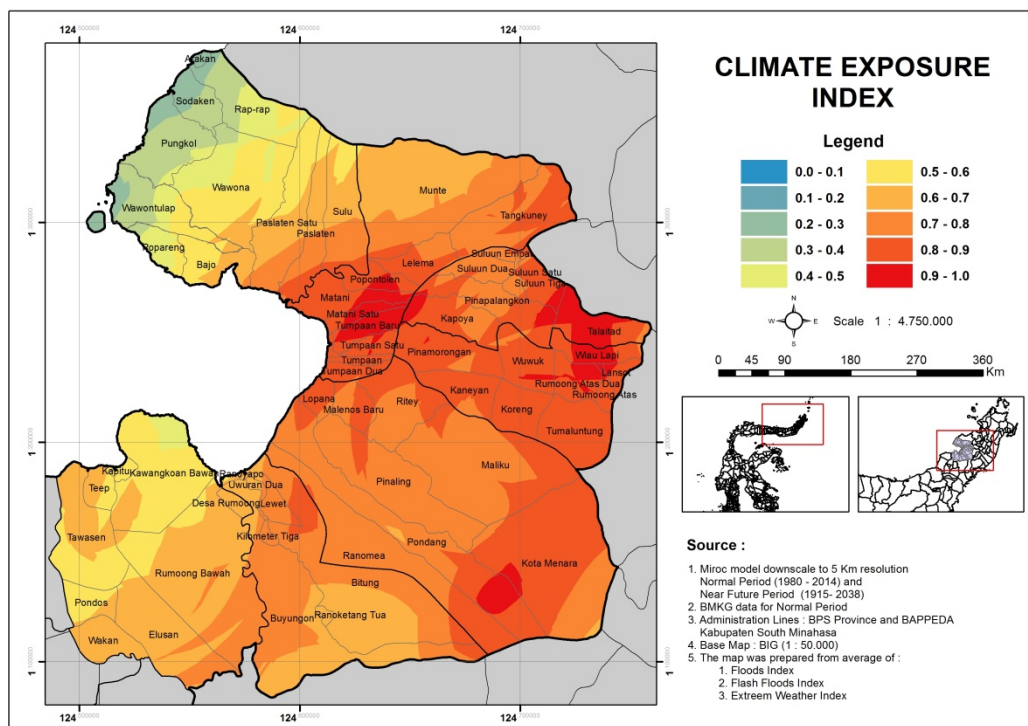 124.500000
124.600000
124.700000
CLIMATE EXPOSURE
INDEX
Legend
0.0 - 0.1
0.5 - 0.6
0.1 - 0.2
0.6 - 0.7
0.2 - 0.3
0.7 - 0.8
0.3 - 0.4
0.8 - 0.9
0.4 - 0.5
0.9 - 1.0
N
W E
S
Scale 1 : 4.750.000
0 45 90 180 270 360
Km
Arakan
Sodaken
Rap-rap
Pungkol
Wawona
Munte
Wawontulap
Sulu
Tangkuney
Paslaten Satu
Paslaten
Popareng
Bajo
Lelema
Suluun Empat
Suluun Dua
Suluun Satu
Suluun Tiga
Popontolen
Matani
Pinapalangkon
Matani Satu
Kapoya
Tumpaan Baru
Talaitad
Tumpaan Satu
Pinamorongan
Tumpaan
Wuwuk
Wiau Lapi
Tumpaan Dua
Lansot
Kaneyan
Rumoong Atas Dua
Rumoong Atas
Lopana
Ritey
Malenos Baru
Koreng
Tumaluntung
Maliku
Kapitu
Kawangkoan Bawah
Ranoyapo
Teep
Uwuran Dua
Pinaling
Desa Rumoong
Lewet
Tawasen
Kilometer Tiga
Pondang
Ranomea
Kota Menara
Rumoong Bawah
Bitung
Pondos
Buyungon
Ranoketang Tua
Wakan
Elusan
Source :
1. Miroc model downscale to 5 Km resolution
Normal Period (1980 - 2014) and
Near Future Period (1915- 2038)
2. BMKG data for Normal Period
3. Administration Lines : BPS Province and BAPPEDA
Kabupaten South Minahasa
4. Base Map : BIG (1 : 50.000)
5. The map was prepared from average of :
1. Floods Index
2. Flash Floods Index
3. Extreem Weather Index
124.500000
124.600000
124.700000